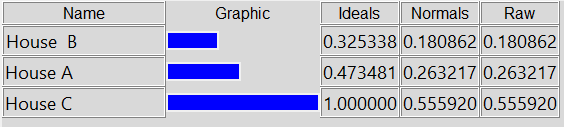 Name Graphic Ideals Normals Raw
House B 0.325338 0.180862 0.180862
House A 0.473481 0.263217 0.263217
House C 1.000000 0.555920 0.555920